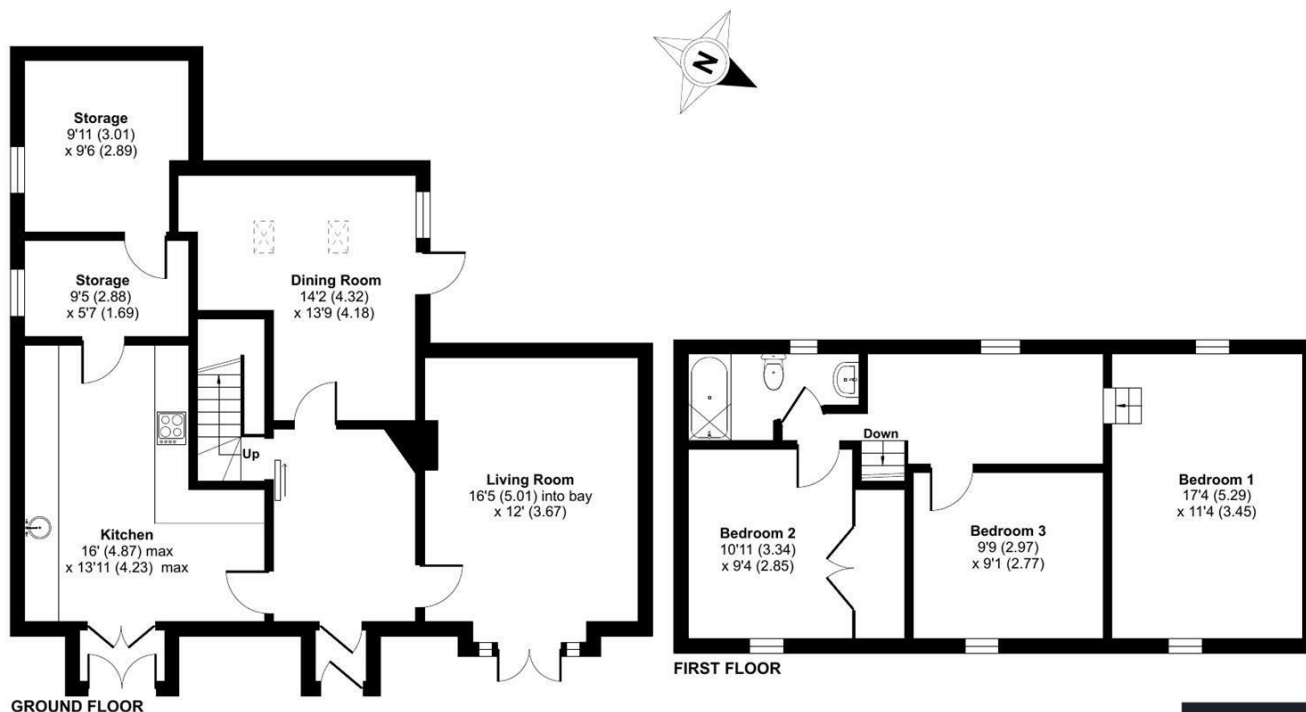 N
Storage
9'11 (3.01)
x 9'6 (2.89)
Storage
9'5 (2.88)
x 5'7 (1.69)
Dining Room
14'2 (4.32)
x 13'9 (4.18)
Up
Kitchen
16' (4.87) max
x 13'11 (4.23) max
Living Room
16'5 (5.01) into bay
x 12' (3.67)
GROUND FLOOR
Down
Bedroom 2
10'11 (3.34)
x 9'4 (2.85)
Bedroom 3
9'9 (2.97)
x 9'1 (2.77)
Bedroom 1
17'4 (5.29)
x 11'4 (3.45)
FIRST FLOOR